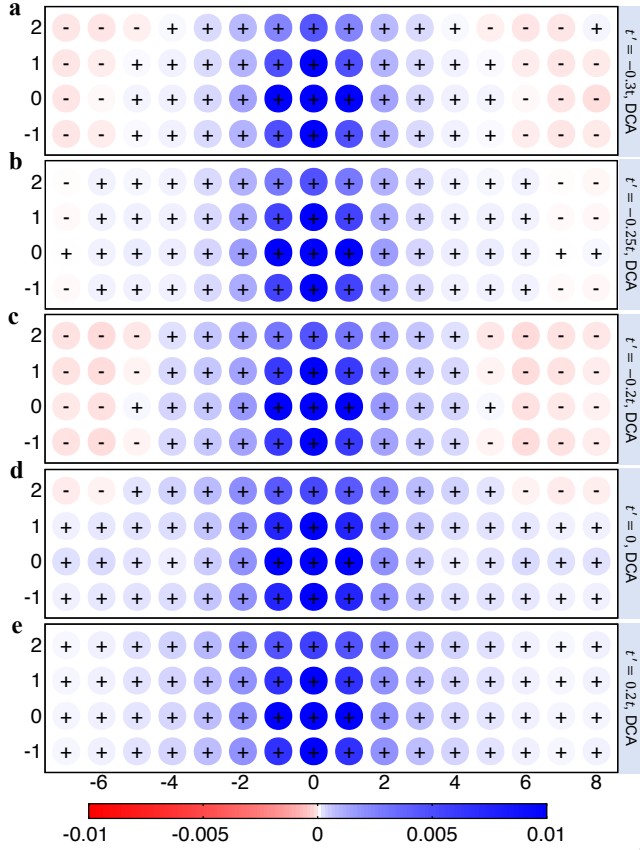 a
2 - - - + + + + + + + + + - - - +
1 - - + + + + + + + + + + + - - -
0 - - + + + + + + + + + + + - - -
-1 - - + + + + + + + + + + + - - -
t′ = −0.3t, DCA
b
2 - + + + + + + + + + + + + + - -
1 - + + + + + + + + + + + + + - -
0 + + + + + + + + + + + + + + + +
-1 - + + + + + + + + + + + + + - -
t′ = −0.25t, DCA
c
2 - - - + + + + + + + + + - - - -
1 - - - + + + + + + + + + - - - -
0 - - + + + + + + + + + + + - - -
-1 - - - + + + + + + + + + - - - -
t′ = −0.2t, DCA
d
2 - - + + + + + + + + + + + - - -
1 + + + + + + + + + + + + + + + +
0 + + + + + + + + + + + + + + + +
-1 + + + + + + + + + + + + + + + +
t′ = 0, DCA
e
2 + + + + + + + + + + + + + + + +
1 + + + + + + + + + + + + + + + +
0 + + + + + + + + + + + + + + + +
-1 + + + + + + + + + + + + + + + +
t′ = 0.2t, DCA
-6 -4 -2 0 2 4 6 8
-0.01 -0.005 0 0.005 0.01